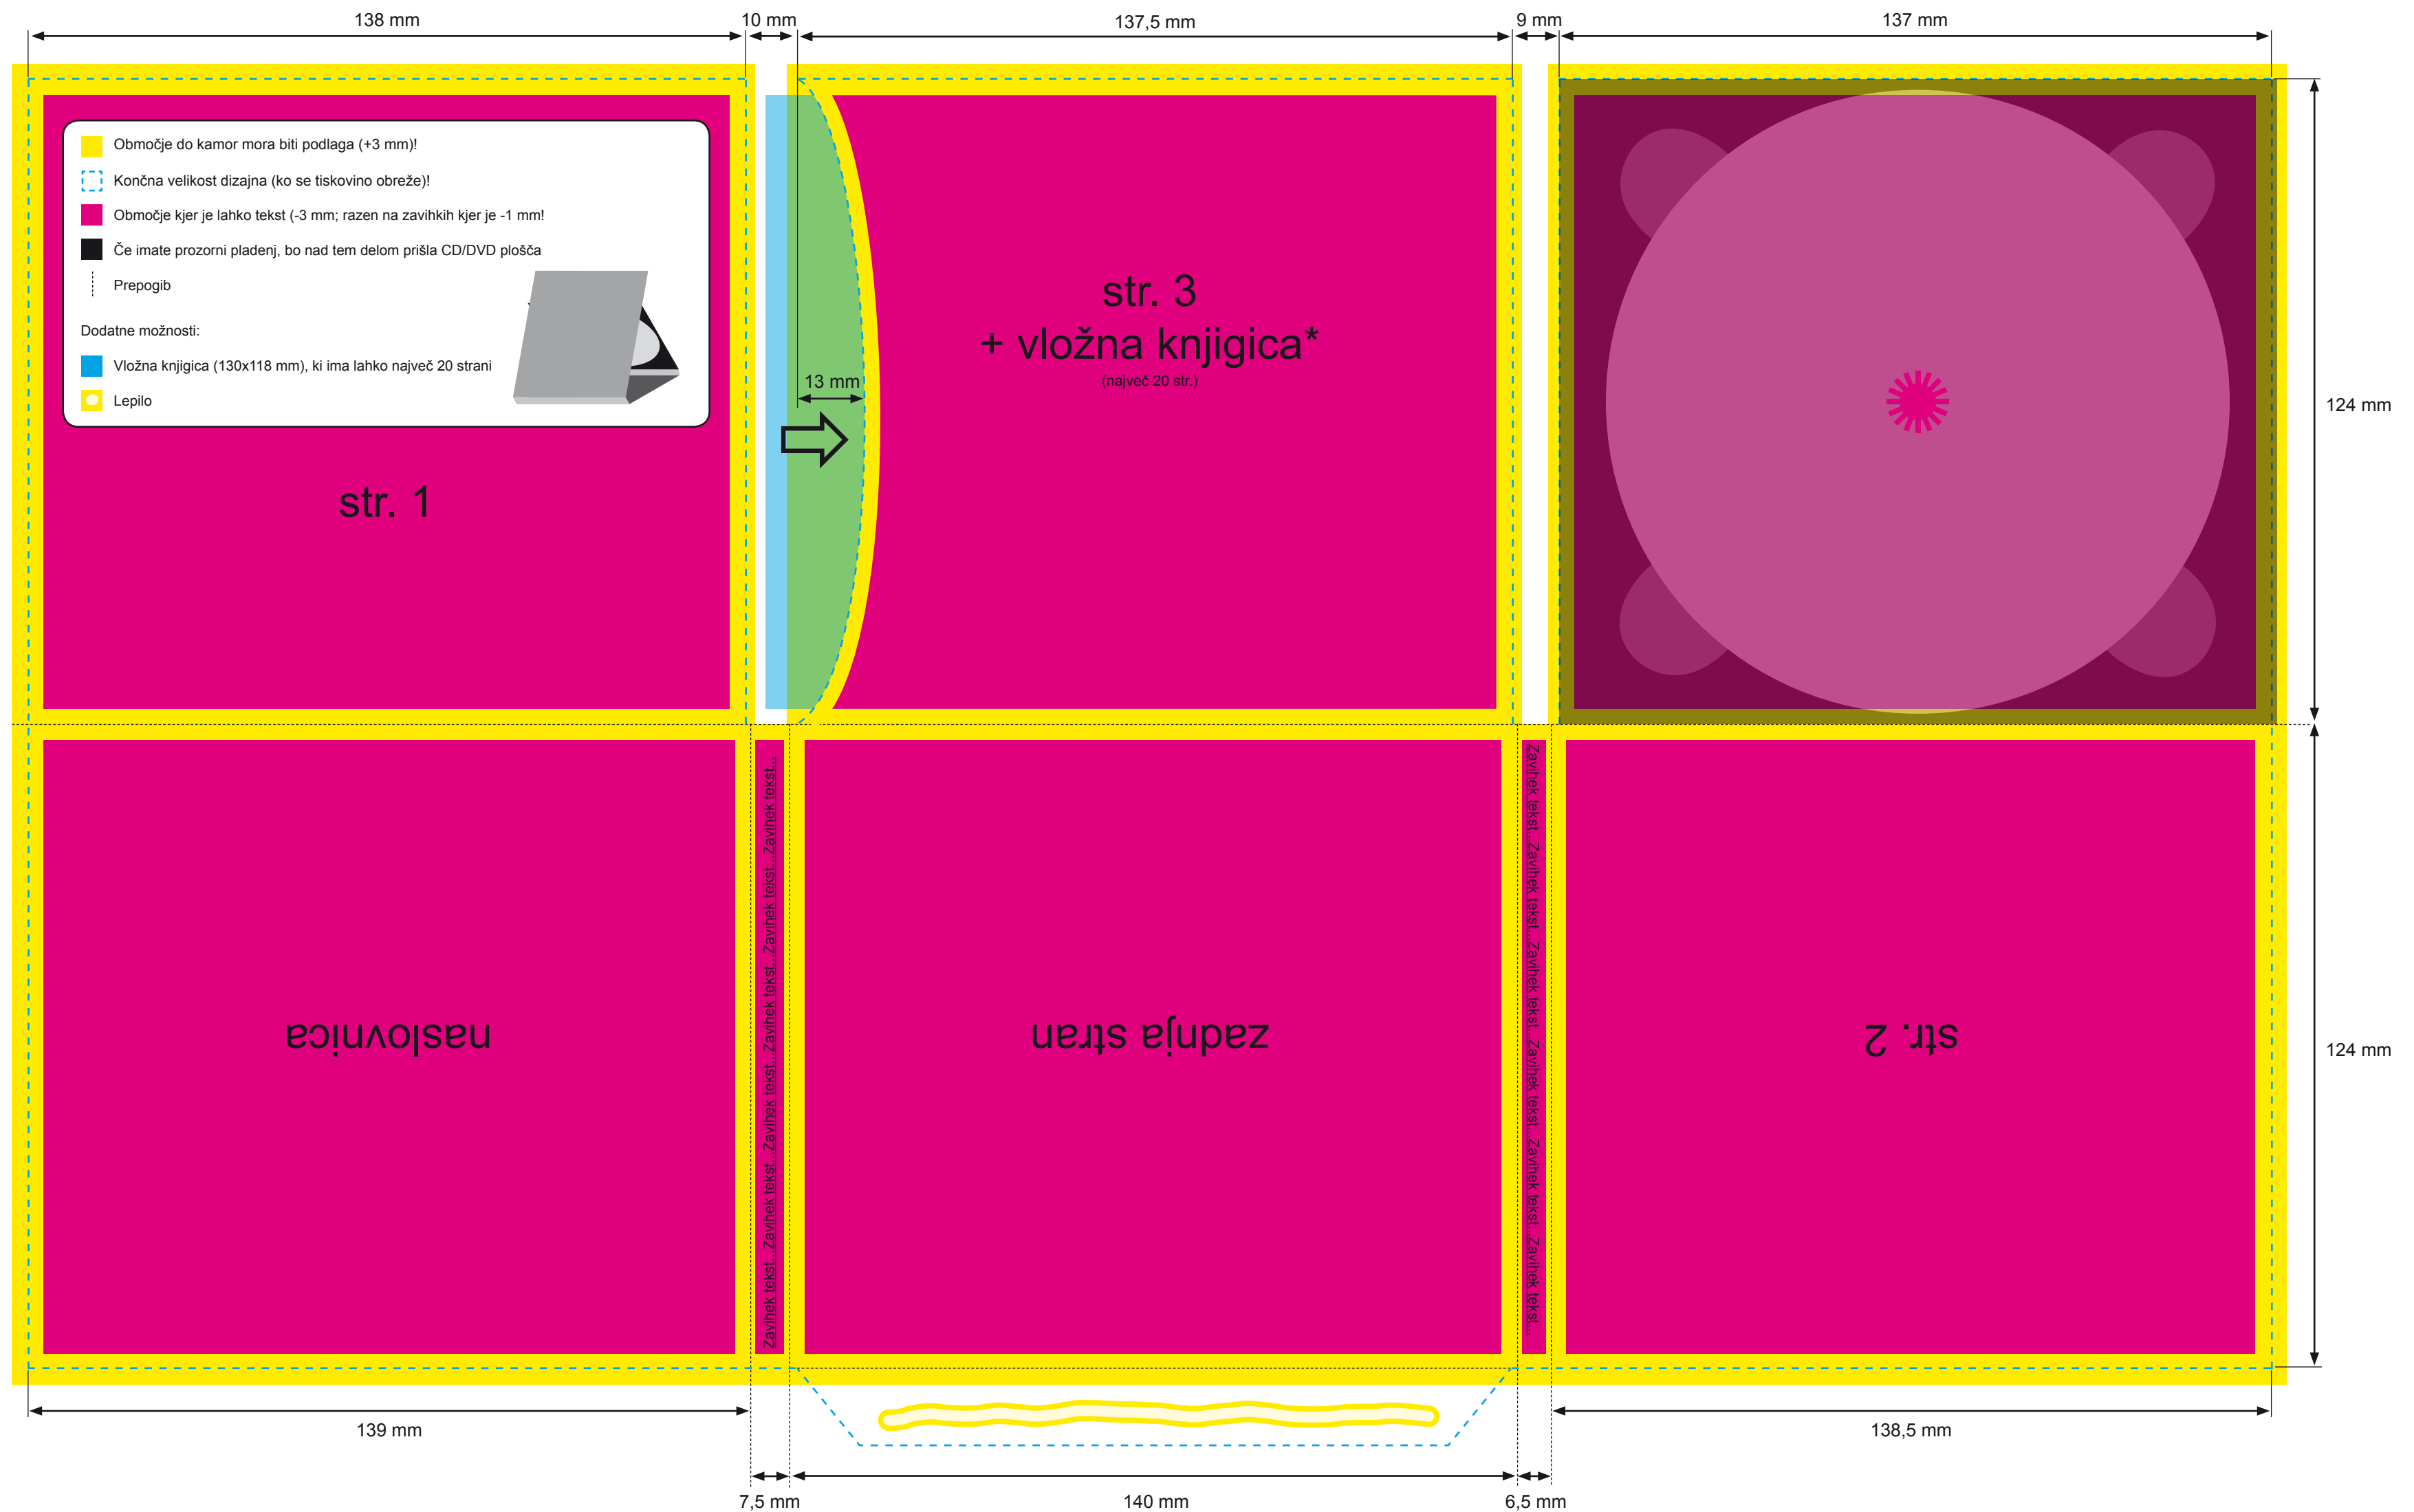 138 mm
10 mm
137,5 mm
9 mm
137 mm
Območje do kamor mora biti podlaga (+3 mm)!
Končna velikost dizajna (ko se tiskovino obreže)!
Območje kjer je lahko tekst (-3 mm; razen na zavihkih kjer je -1 mm!
Če imate prozorni pladenj, bo nad tem delom prišla CD/DVD plošča
Prepogib
Dodatne možnosti:
Vložna knjigica (130x118 mm), ki ima lahko največ 20 strani
Lepilo
str. 1
13 mm
str. 3
+ vložna knjigica*
(največ 20 str.)
124 mm
naslovnica
Zavihek tekst...Zavihek tekst...Zavihek tekst...Zavihek tekst...Zavihek tekst...Zavihek tekst...
zadnja stran
Zavihek tekst...Zavihek tekst...Zavihek tekst...Zavihek tekst...Zavihek tekst...Zavihek tekst...
str. 2
124 mm
139 mm
138,5 mm
7,5 mm
140 mm
6,5 mm